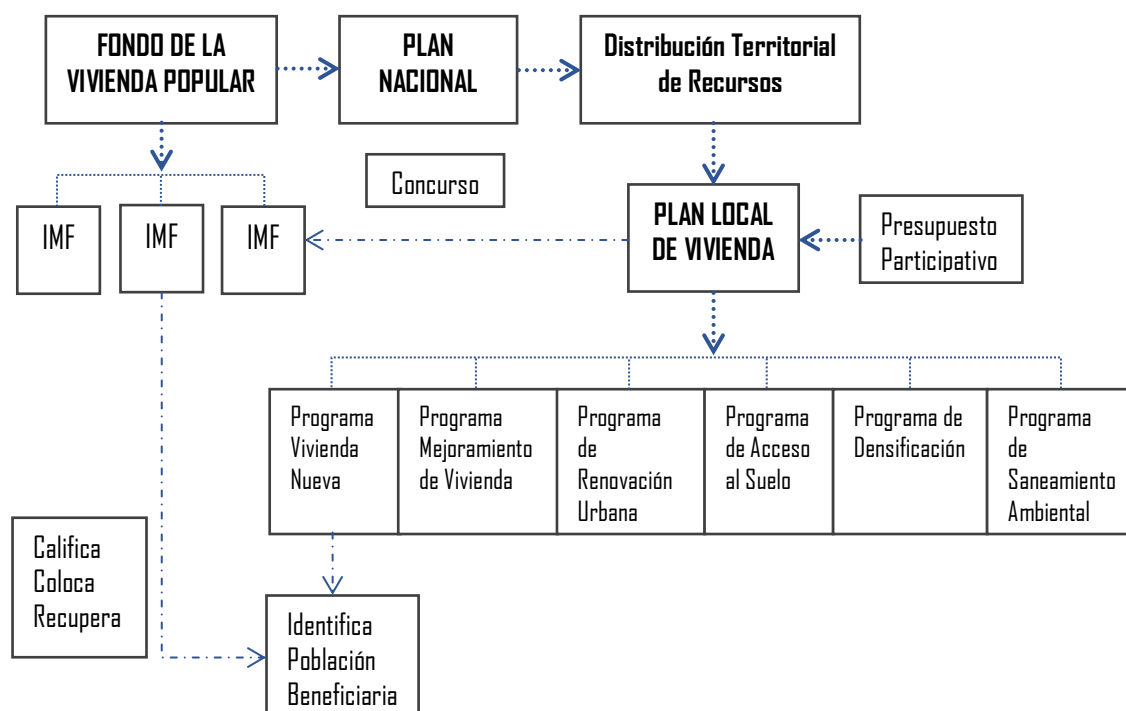 FONDO DE LA
VIVIENDA POPULAR
PLAN
NACIONAL
Distribución Territorial
de Recursos
Concurso
IMF
IMF
IMF
PLAN LOCAL
DE VIVIENDA
Presupuesto
Participativo
Programa
Vivienda
Nueva
Programa
Mejoramiento
de Vivienda
Programa
de
Renovación
Urbana
Programa
de Acceso
al Suelo
Programa de
Densificación
Programa
de
Saneamiento
Ambiental
Califica
Coloca
Recupera
Identifica
Población
Beneficiaria